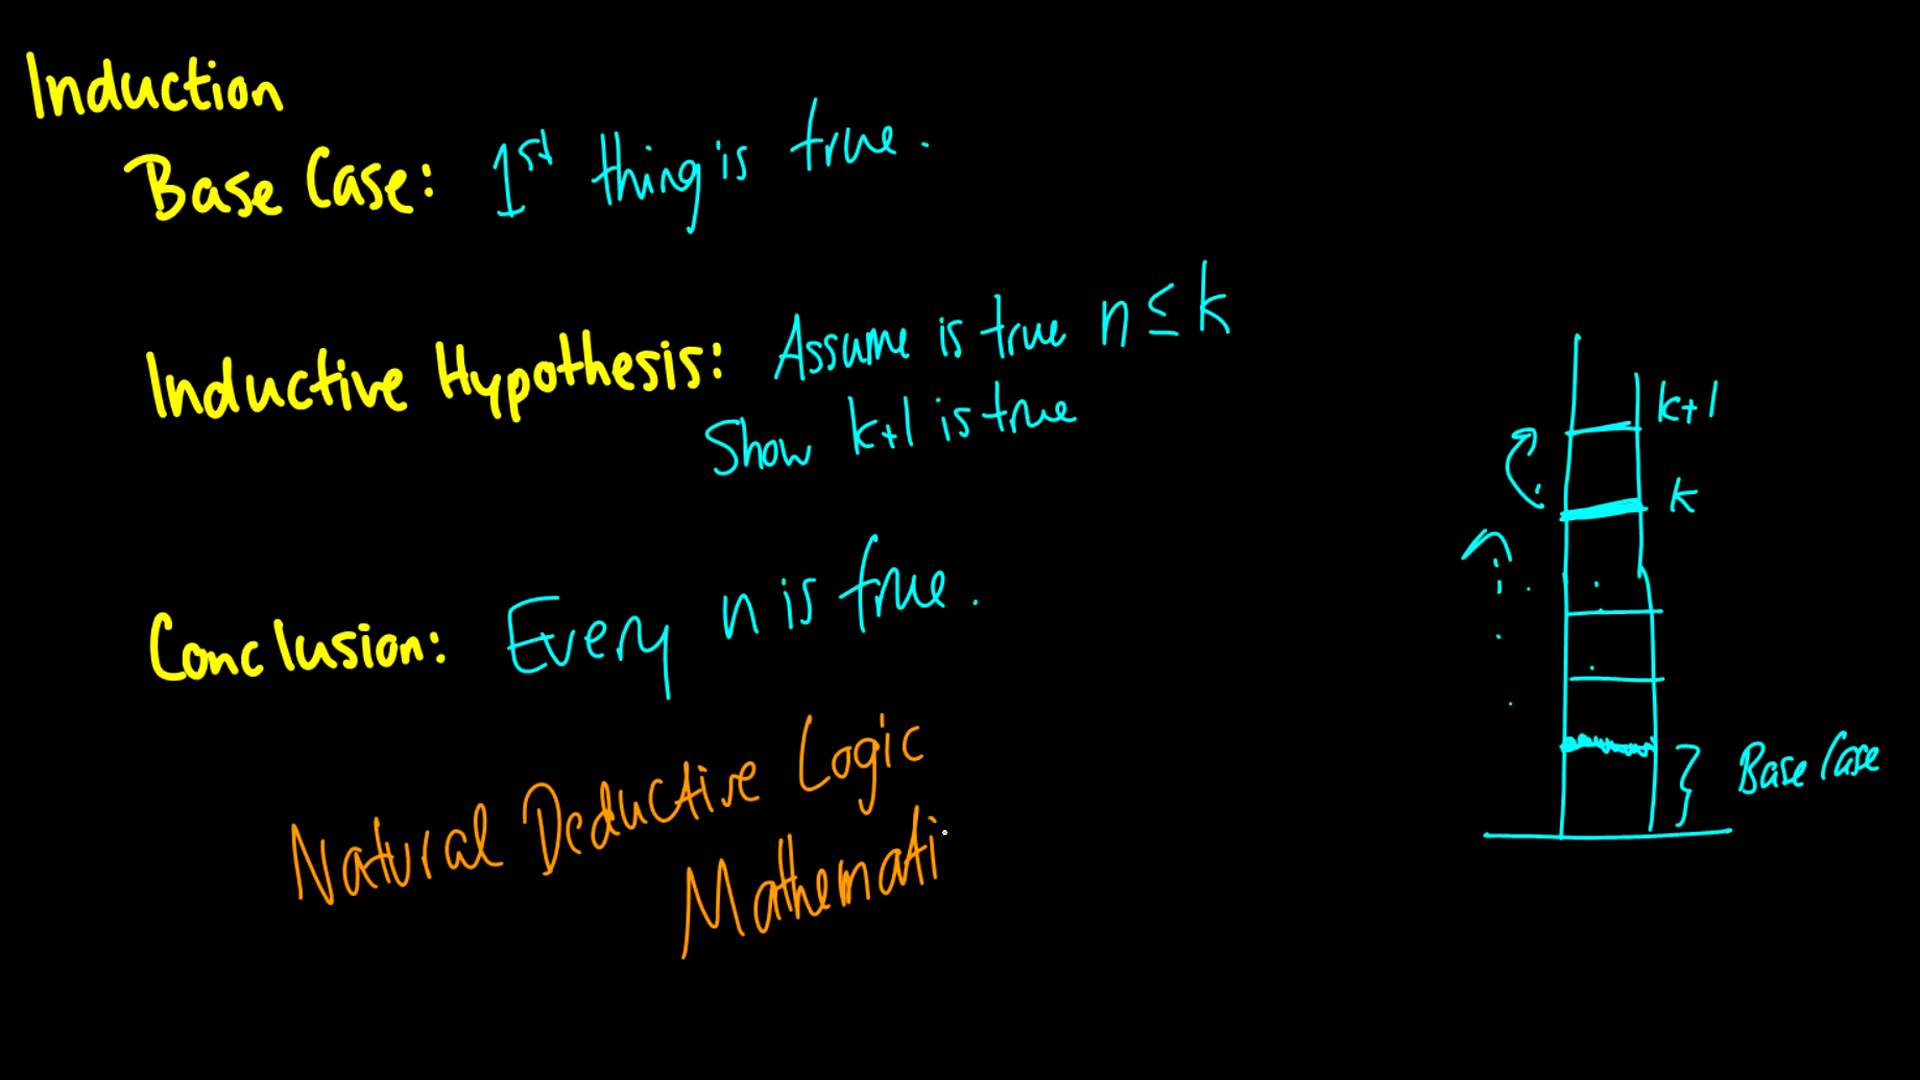 Induction
Base Case: 1st thing is true.
Inductive Hypothesis: Assume is true n ≤ k
Show k+1 is true
Conclusion: Every n is true.
Natural Deductive Logic
Mathemati
k+1
k
Base Case